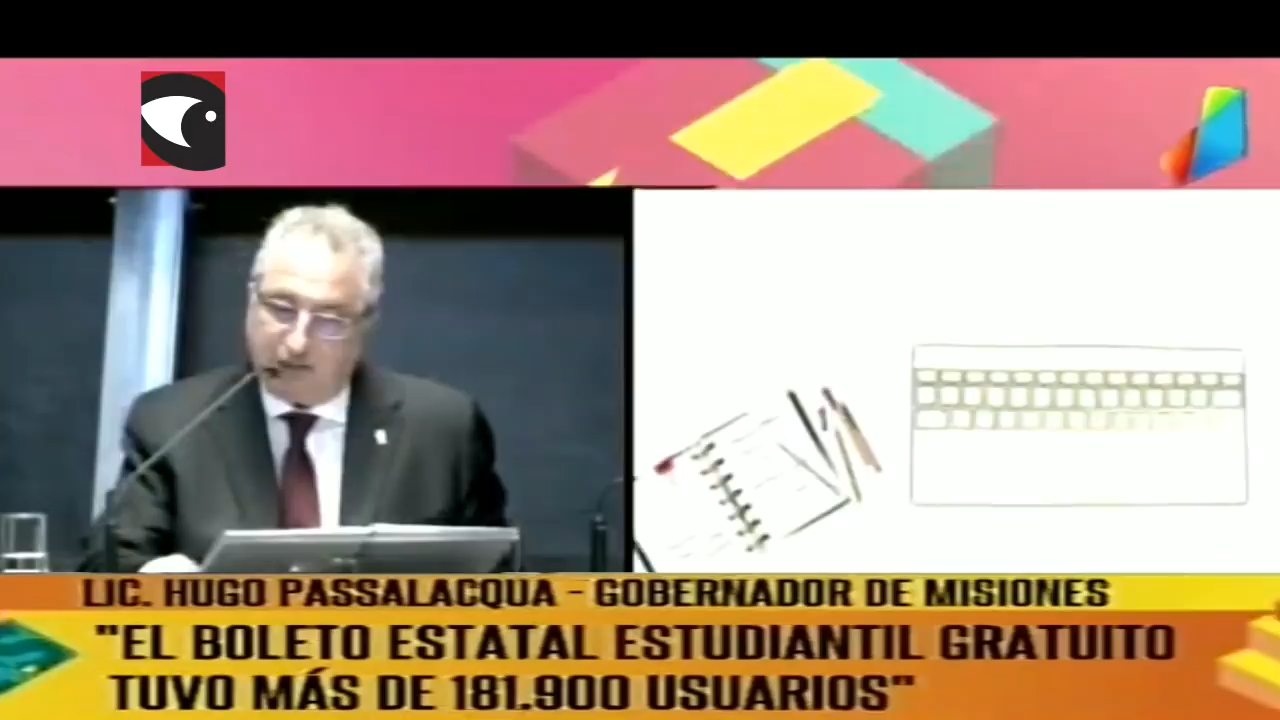 LIC. HUGO PASSALACQUA - GOBERNADOR DE MISIONES
"EL BOLETO ESTATAL ESTUDIANTIL GRATUITO
TUVO MÁS DE 181.900 USUARIOS"